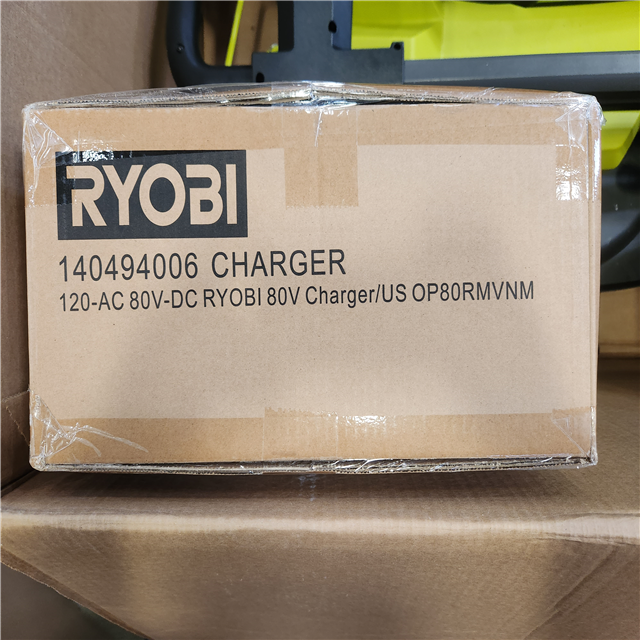 RYOBI
140494006 CHARGER
120-AC 80V-DC RYOBI 80V Charger/US OP80RMVNM